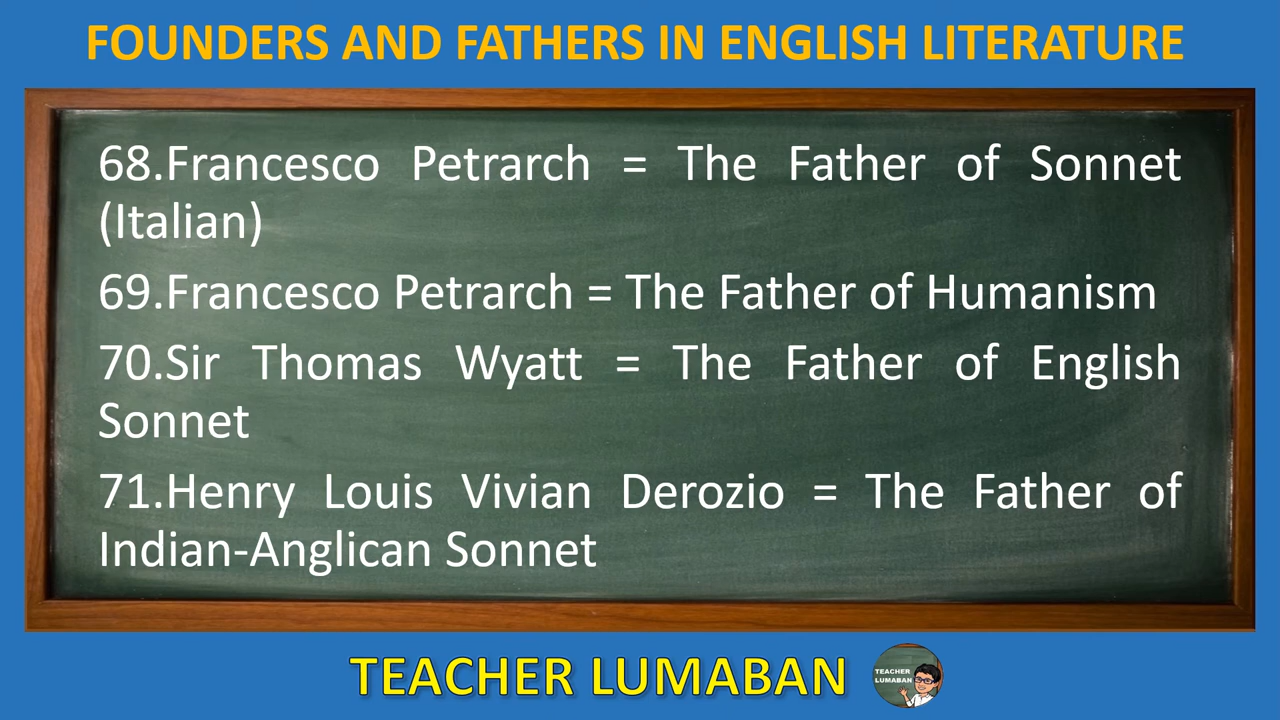 FOUNDERS AND FATHERS IN ENGLISH LITERATURE
68.Francesco Petrarch = The Father of Sonnet
(Italian)
69.Francesco Petrarch = The Father of Humanism
70.Sir Thomas Wyatt = The Father of English
Sonnet
71.Henry Louis Vivian Derozio = The Father of
Indian-Anglican Sonnet
TEACHER LUMABAN
TEACHER
LUMABAN